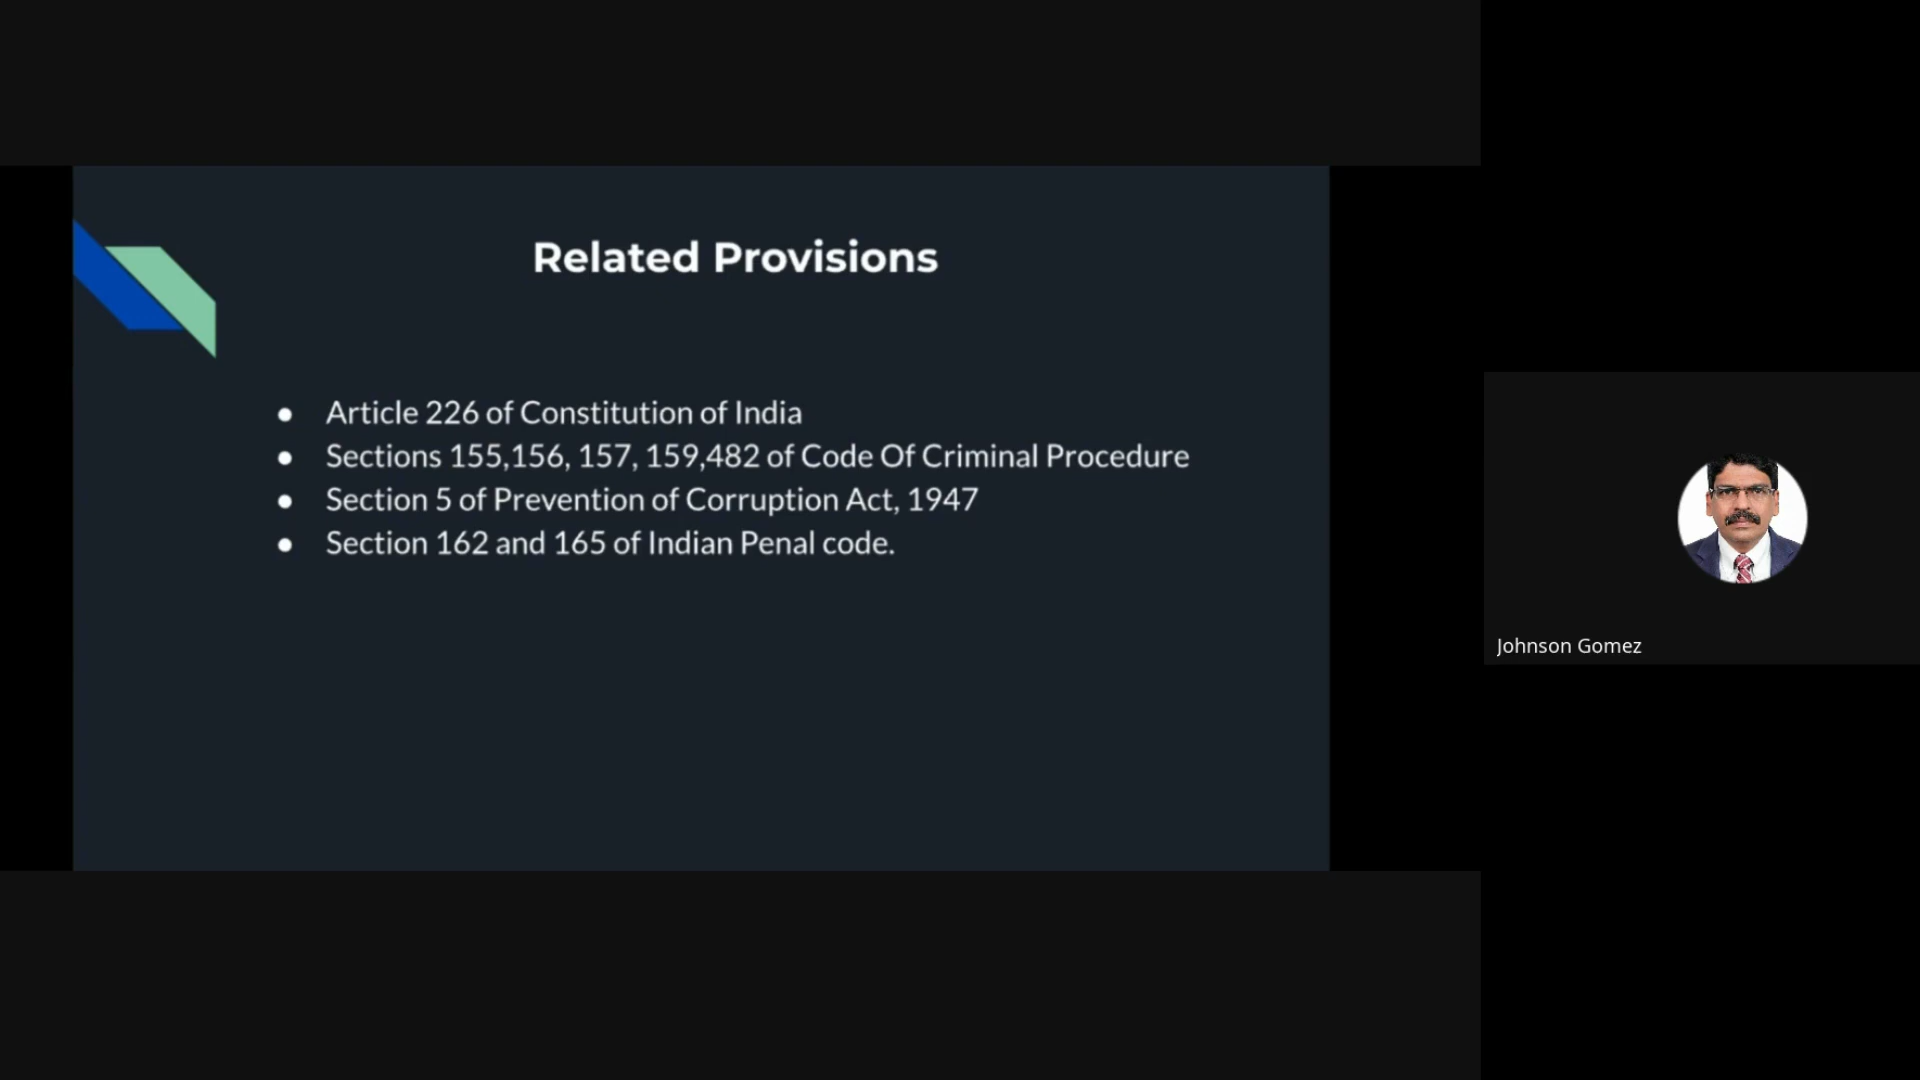 Related Provisions
● Article 226 of Constitution of India
● Sections 155,156, 157, 159,482 of Code Of Criminal Procedure
● Section 5 of Prevention of Corruption Act, 1947
● Section 162 and 165 of Indian Penal code.
Johnson Gomez